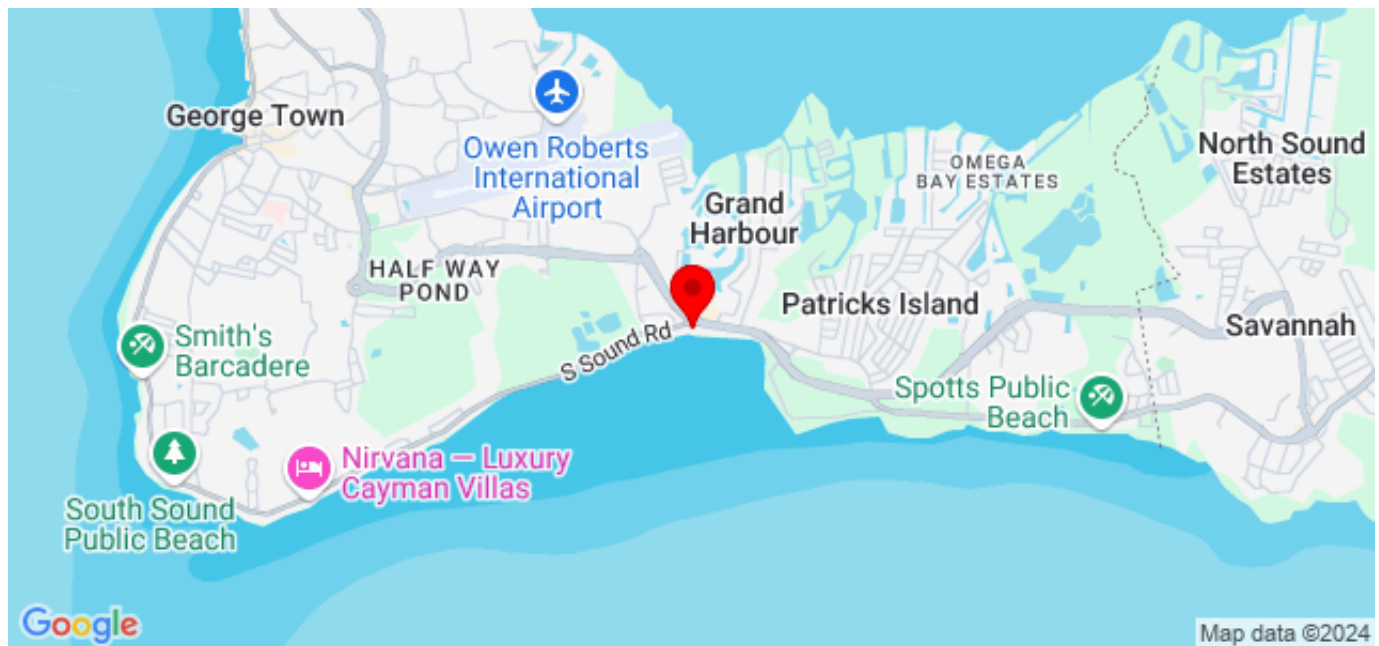 George Town
Owen Roberts
International
Airport
OMEGA
BAY ESTATES
North Sound
Estates
Grand
Harbour
HALF WAY
POND
Patricks Island
Savannah
Smith's
Barcadere
S Sound Rd
Spotts Public
Beach
Nirvana — Luxury
Cayman Villas
South Sound
Public Beach
Google
Map data ©2024